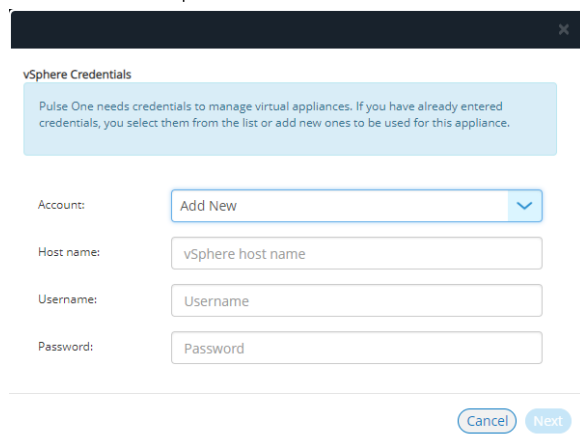 vSphere Credentials
Pulse One needs credentials to manage virtual appliances. If you have already entered
credentials, you select them from the list or add new ones to be used for this appliance.
Account:
Add New
Host name:
vSphere host name
Username:
Username
Password:
Password
Cancel
Next